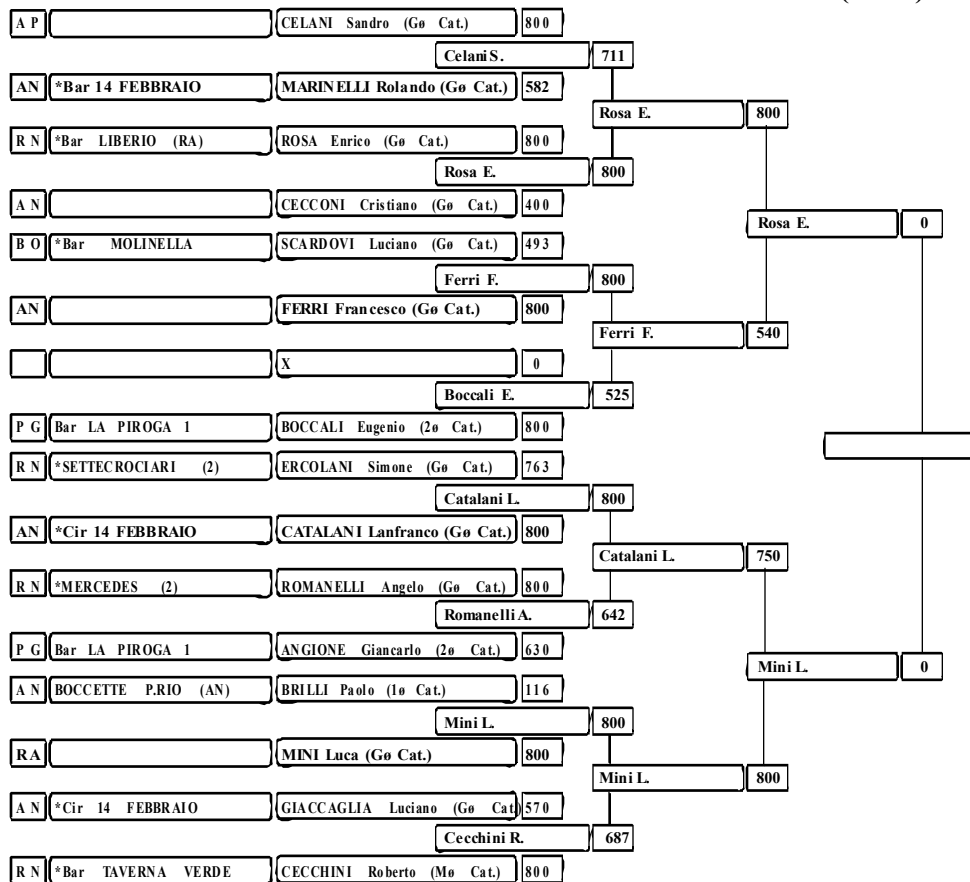 A P CELANI Sandro (Gø Cat.) 800
Celani S. 711
AN *Bar 14 FEBBRAIO MARINELLI Rolando (Gø Cat.) 582
Rosa E. 800
R N *Bar LIBERIO (RA) ROSA Enrico (Gø Cat.) 800
Rosa E. 800
A N CECCONI Cristiano (Gø Cat.) 400
Rosa E. 0
B O *Bar MOLINELLA SCARDOVI Luciano (Gø Cat.) 493
Ferri F. 800
AN FERRI Francesco (Gø Cat.) 800
Ferri F. 540
X 0
Boccali E. 525
P G Bar LA PIROGA 1 BOCCALI Eugenio (2ø Cat.) 800
R N *SETTECROCIARI (2) ERCOLANI Simone (Gø Cat.) 763
Catalani L. 800
AN *Cir 14 FEBBRAIO CATALANI Lanfranco (Gø Cat.) 800
Catalani L. 750
R N *MERCEDES (2) ROMANELLI Angelo (Gø Cat.) 800
Romanelli A. 642
P G Bar LA PIROGA 1 ANGIONE Giancarlo (2ø Cat.) 630
Mini L. 0
A N BOCCETTE P.RIO (AN) BRILLI Paolo (1ø Cat.) 116
Mini L. 800
RA MINI Luca (Gø Cat.) 800
Mini L. 800
A N *Cir 14 FEBBRAIO GIACCAGLIA Luciano (Gø Cat) 570
Cecchini R. 687
R N *Bar TAVERNA VERDE CECCHINI Roberto (Mø Cat.) 800